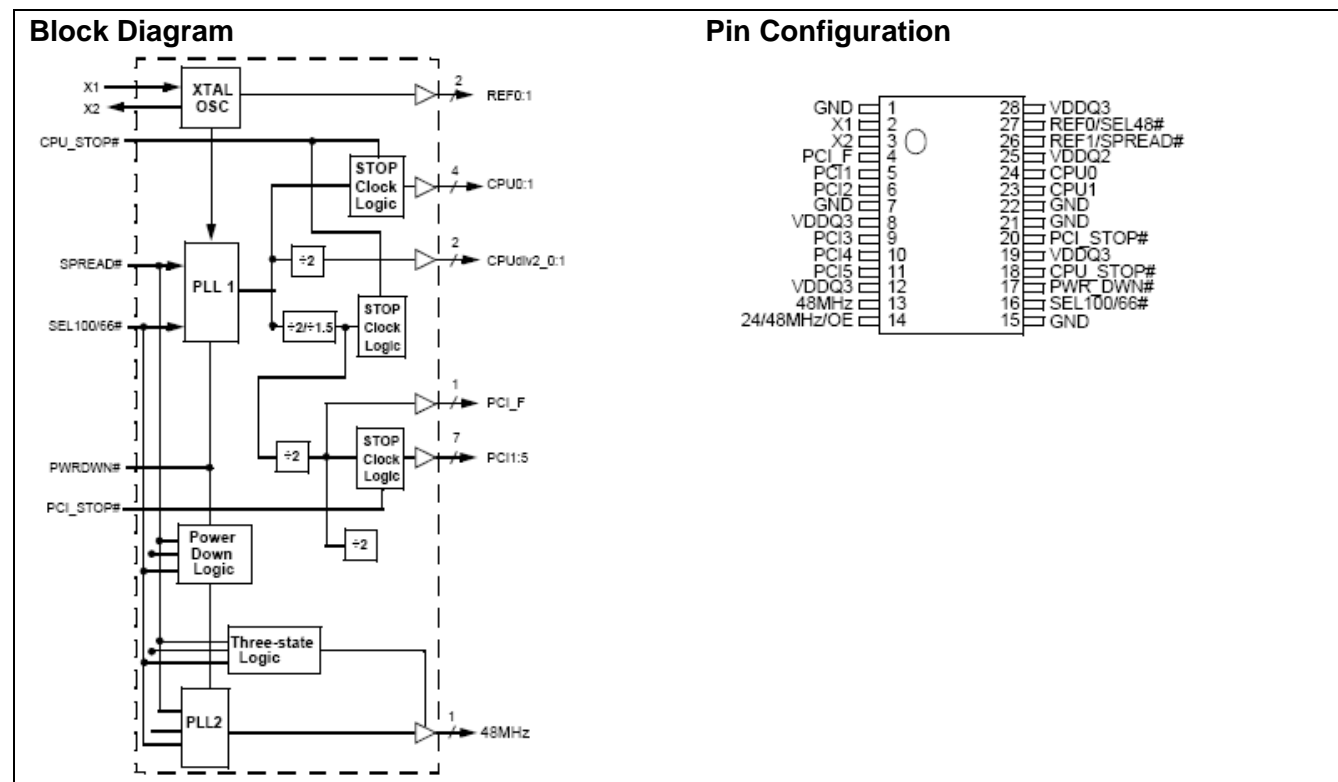 Block Diagram
X1
X2
XTAL
OSC
2
REF0:1
CPU_STOP#
STOP
Clock
Logic
4
CPU0:1
SPREAD#
PLL 1
÷2
2
CPUdiv2_0:1
SEL100/66#
÷2/÷1.5
STOP
Clock
Logic
1
PCI_F
PWRDWN#
÷2
STOP
Clock
Logic
7
PCI1:5
PCI_STOP#
Power
Down
Logic
÷2
Three-state
Logic
PLL2
1
48MHz
Pin Configuration
GND 1 28 VDDQ3
X1 2 27 REF0/SEL48#
X2 3 26 REF1/SPREAD#
PCI_F 4 25 VDDQ2
PCI1 5 24 CPU0
PCI2 6 23 CPU1
GND 7 22 GND
VDDQ3 8 21 GND
PCI3 9 20 PCI_STOP#
PCI4 10 19 VDDQ3
PCI5 11 18 CPU_STOP#
VDDQ3 12 17 PWR_DWN#
48MHz 13 16 SEL100/66#
24/48MHz/OE 14 15 GND